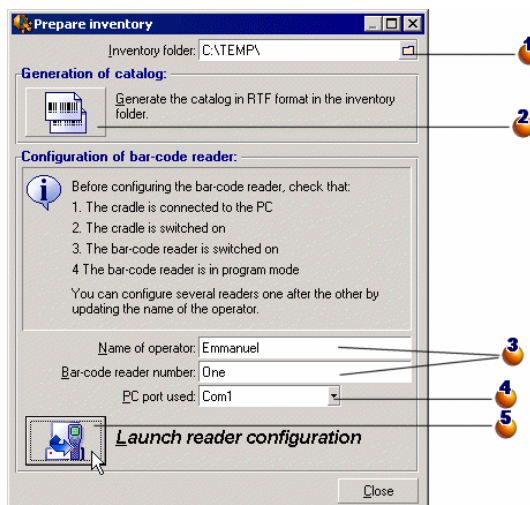 Prepare inventory
Inventory folder: C:\TEMP\
1
Generation of catalog:
Generate the catalog in RTF format in the inventory
folder.
2
Configuration of bar-code reader:
Before configuring the bar-code reader, check that:
1. The cradle is connected to the PC
2. The cradle is switched on
3. The bar-code reader is switched on
4 The bar-code reader is in program mode
You can configure several readers one after the other by
updating the name of the operator.
Name of operator: Emmanuel
3
Bar-code reader number: One
PC port used: Com1
4
5
Launch reader configuration
Close